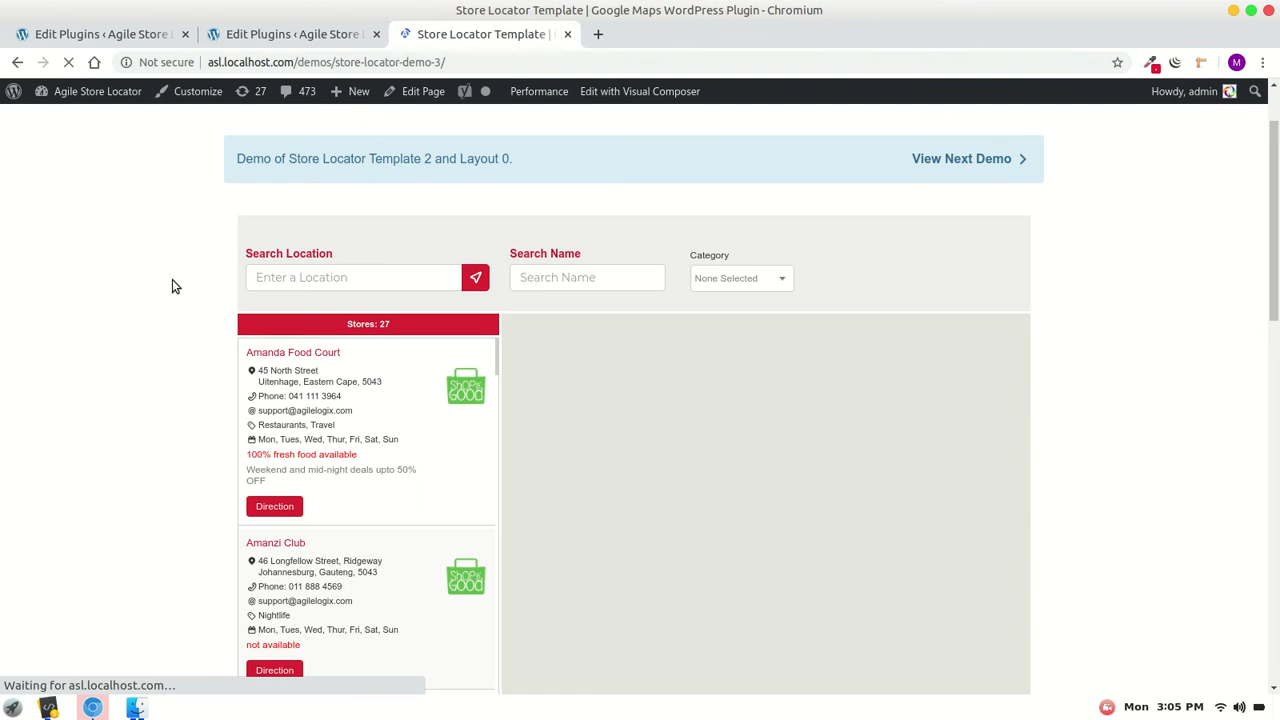 Store Locator Template | Google Maps WordPress Plugin - Chromium
Edit Plugins ‹ Agile Store L
Edit Plugins ‹ Agile Store L
Store Locator Template |
Not secure
asl.localhost.com/demos/store-locator-demo-3/
M
Agile Store Locator
Customize
27
473
New
Edit Page
Performance
Edit with Visual Composer
Howdy, admin
Demo of Store Locator Template 2 and Layout 0.
View Next Demo
Search Location
Search Name
Category
Enter a Location
Search Name
None Selected
Stores: 27
Amanda Food Court
45 North Street
Uitenhage, Eastern Cape, 5043
Phone: 041 111 3964
@ support@agilelogix.com
Restaurants, Travel
Mon, Tues, Wed, Thur, Fri, Sat, Sun
100% fresh food available
Weekend and mid-night deals upto 50%
OFF
SHOP
GOOD
Direction
Amanzi Club
46 Longfellow Street, Ridgeway
Johannesburg, Gauteng, 5043
Phone: 011 888 4569
@ support@agilelogix.com
Nightlife
Mon, Tues, Wed, Thur, Fri, Sat, Sun
not available
SHOP
GOOD
Direction
Waiting for asl.localhost.com…
Mon
3:05 PM